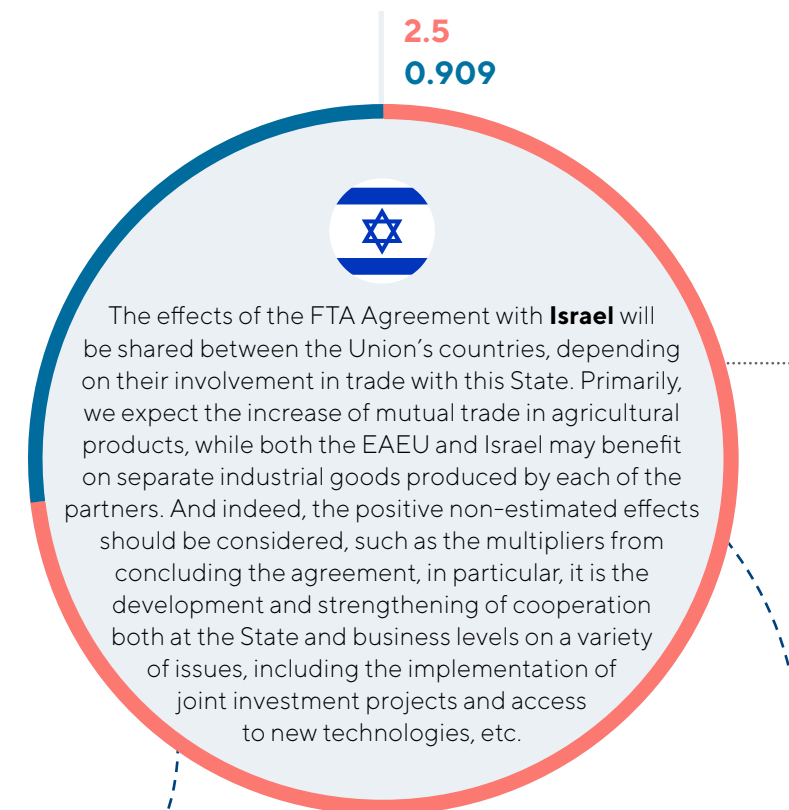 2.5
0.909
The effects of the FTA Agreement with Israel will
be shared between the Union's countries, depending
on their involvement in trade with this State. Primarily,
we expect the increase of mutual trade in agricultural
products, while both the EAEU and Israel may benefit
on separate industrial goods produced by each of the
partners. And indeed, the positive non-estimated effects
should be considered, such as the multipliers from
concluding the agreement, in particular, it is the
development and strengthening of cooperation
both at the State and business levels on a variety
of issues, including the implementation of
joint investment projects and access
to new technologies, etc.